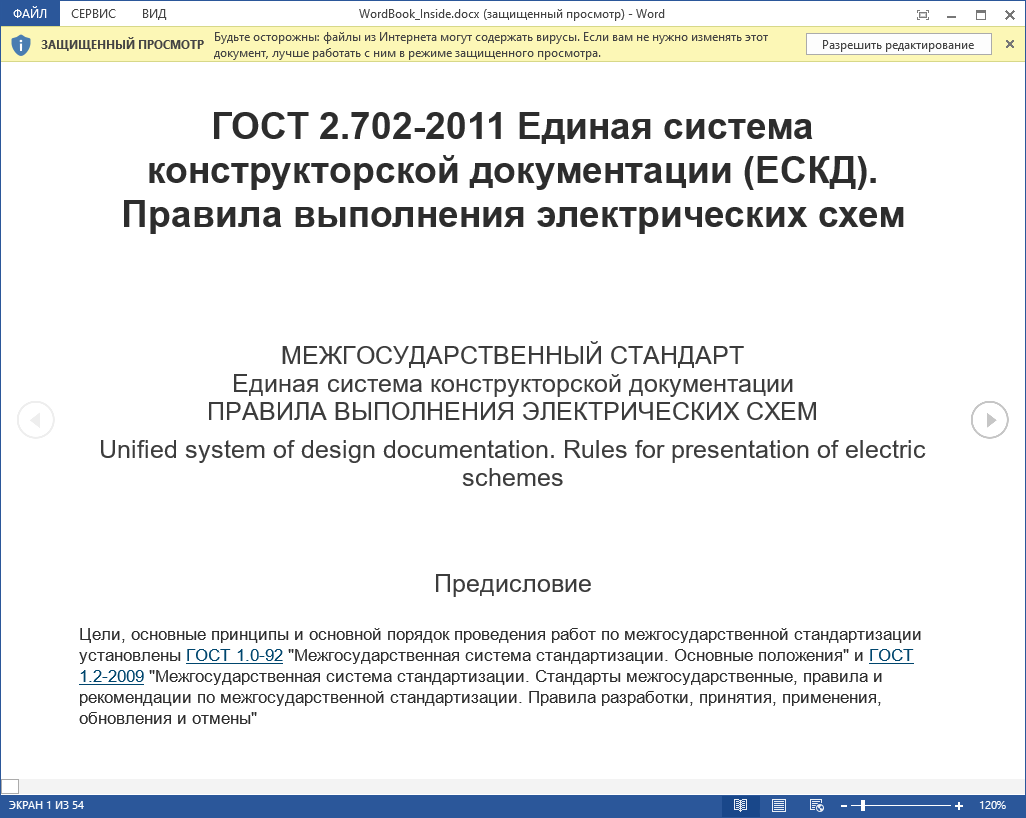 ФАЙЛ СЕРВИС ВИД WordBook_Inside.docx (защищенный просмотр) - Word
ЗАЩИЩЕННЫЙ ПРОСМОТР Будьте осторожны: файлы из Интернета могут содержать вирусы. Если вам не нужно изменять этот
документ, лучше работать с ним в режиме защищенного просмотра.
Разрешить редактирование
ГОСТ 2.702-2011 Единая система
конструкторской документации (ЕСКД).
Правила выполнения электрических схем
МЕЖГОСУДАРСТВЕННЫЙ СТАНДАРТ
Единая система конструкторской документации
ПРАВИЛА ВЫПОЛНЕНИЯ ЭЛЕКТРИЧЕСКИХ СХЕМ
Unified system of design documentation. Rules for presentation of electric
schemes
Предисловие
Цели, основные принципы и основной порядок проведения работ по межгосударственной стандартизации
установлены ГОСТ 1.0-92 "Межгосударственная система стандартизации. Основные положения" и ГОСТ
1.2-2009 "Межгосударственная система стандартизации. Стандарты межгосударственные, правила и
рекомендации по межгосударственной стандартизации. Правила разработки, принятия, применения,
обновления и отмены"
ЭКРАН 1 ИЗ 54 120%